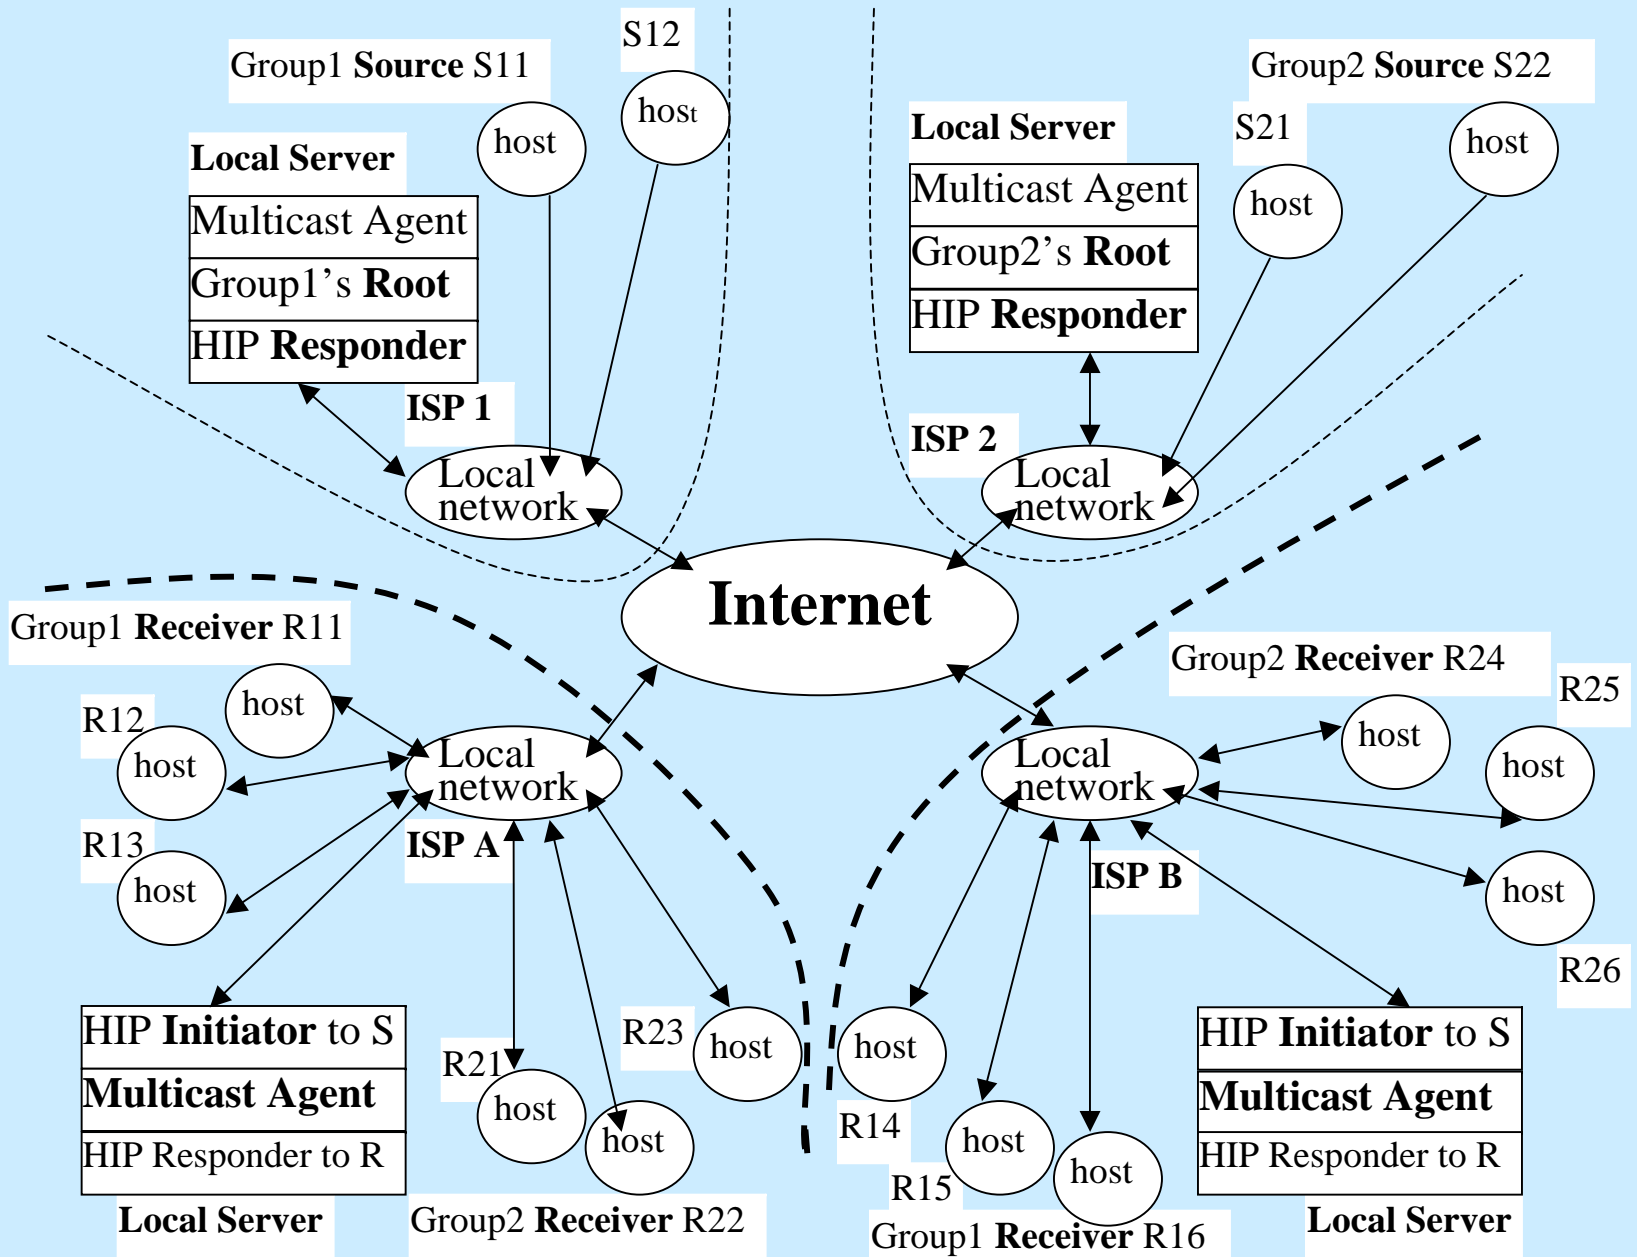 S12
Group1 Source S11
Group2 Source S22
host
host
Local Server
S21
host
host
Local Server
Multicast Agent
Group1's Root
HIP Responder
Multicast Agent
Group2's Root
HIP Responder
host
ISP 1
ISP 2
Local
network
Local
network
Internet
Group1 Receiver R11
Group2 Receiver R24
R25
R12
host
host
host
host
Local
network
Local
network
R13
host
ISP A
ISP B
host
R26
HIP Initiator to S
Multicast Agent
HIP Responder to R
Local Server
R21
host
R23
host
host
Group2 Receiver R22
host
R14
host
R15
host
Group1 Receiver R16
HIP Initiator to S
Multicast Agent
HIP Responder to R
Local Server